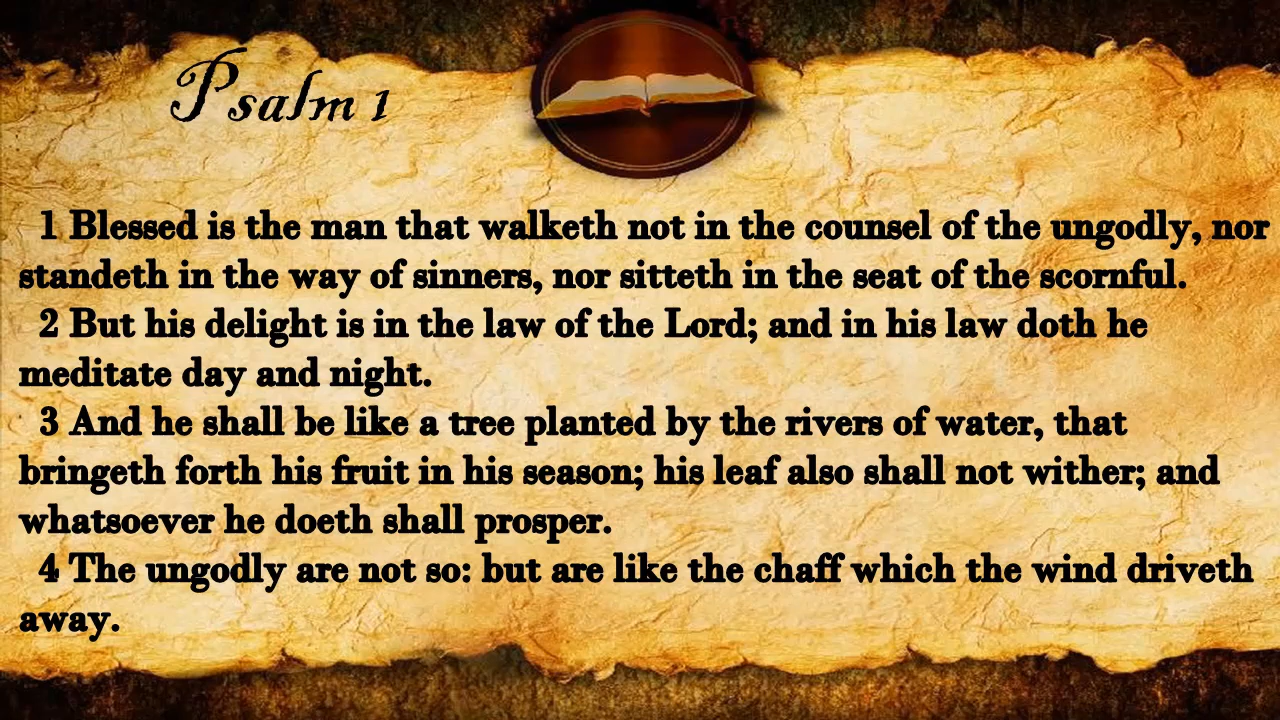 Psalm 1
1 Blessed is the man that walketh not in the counsel of the ungodly, nor
standeth in the way of sinners, nor sitteth in the seat of the scornful.
2 But his delight is in the law of the Lord; and in his law doth he
meditate day and night.
3 And he shall be like a tree planted by the rivers of water, that
bringeth forth his fruit in his season; his leaf also shall not wither; and
whatsoever he doeth shall prosper.
4 The ungodly are not so: but are like the chaff which the wind driveth
away.